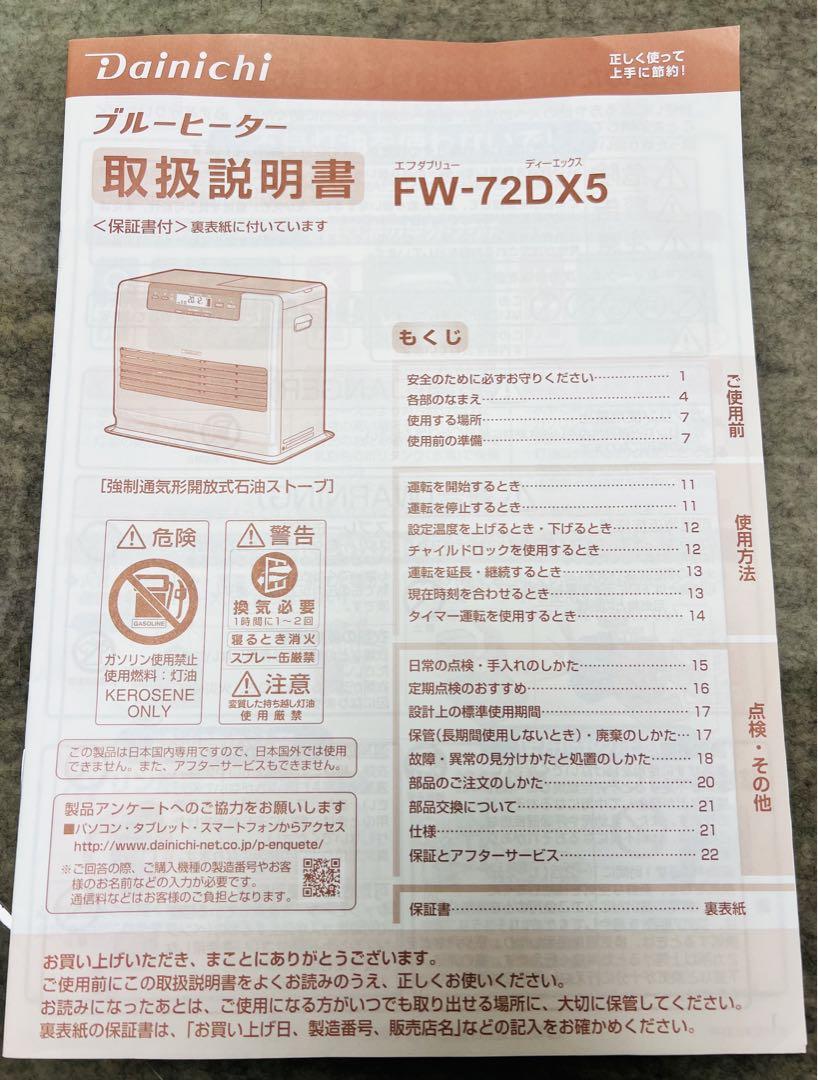 Dainichi
正しく使って
上手に節約!
ブルーヒーター
取扱説明書
エフダブリュー ディーエックス
FW-72DX5
<保証書付>裏表紙に付いています
[強制通気形開放式石油ストーブ]
危険
GASOLINE
ガソリン使用禁止
使用燃料:灯油
KEROSENE
ONLY
警告
換気必要
1時間に1~2回
寝るとき消火
スプレー缶厳禁
注意
変質した持ち越し灯油
使用厳禁
この製品は日本国内専用ですので、日本国外では使用
できません。また、アフターサービスもできません。
製品アンケートへのご協力をお願いします
■パソコン・タブレット・スマートフォンからアクセス
http://www.dainichi-net.co.jp/p-enquete/
※ご回答の際、ご購入機種の製造番号やお客
様のお名前などの入力が必要です。
通信料などはお客様のご負担となります。
もくじ
ご使用前
安全のために必ずお守りください……………… 1
各部のなまえ……………… 4
使用する場所……………… 7
使用前の準備……………… 7
使用方法
運転を開始するとき……………… 11
運転を停止するとき……………… 11
設定温度を上げるとき・下げるとき……………… 12
チャイルドロックを使用するとき……………… 12
運転を延長・継続するとき……………… 13
現在時刻を合わせるとき……………… 13
タイマー運転を使用するとき……………… 14
点検・その他
日常の点検・手入れのしかた……………… 15
定期点検のおすすめ……………… 16
設計上の標準使用期間……………… 17
保管(長期間使用しないとき)・廃棄のしかた… 17
故障・異常の見分けかたと処置のしかた……… 18
部品のご注文のしかた……………… 20
部品交換について……………… 21
仕様……………… 21
保証とアフターサービス……………… 22
保証書……………… 裏表紙
お買い上げいただき、まことにありがとうございます。
ご使用前にこの取扱説明書をよくお読みのうえ、正しくお使いください。
お読みになったあとは、ご使用になる方がいつでも取り出せる場所に、大切に保管してください。
裏表紙の保証書は、「お買い上げ日、製造番号、販売店名」などの記入をお確かめください。